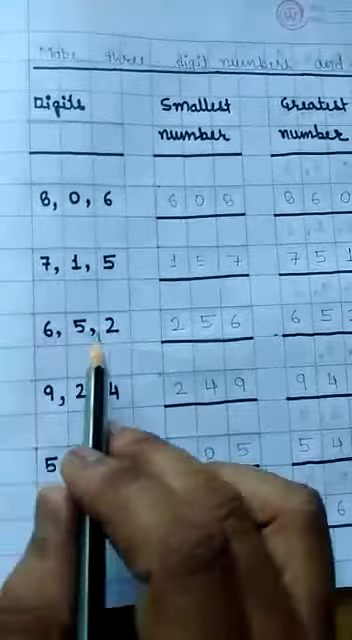 Make three digit numbers and
Digits Smallest number Greatest number
8, 0, 6 6 0 8 8 6 0
7, 1, 5 1 5 7 7 5 1
6, 5, 2 2 5 6 6 5 2
9, 2 4 2 4 9 9 4
5 0 5 5 4
6